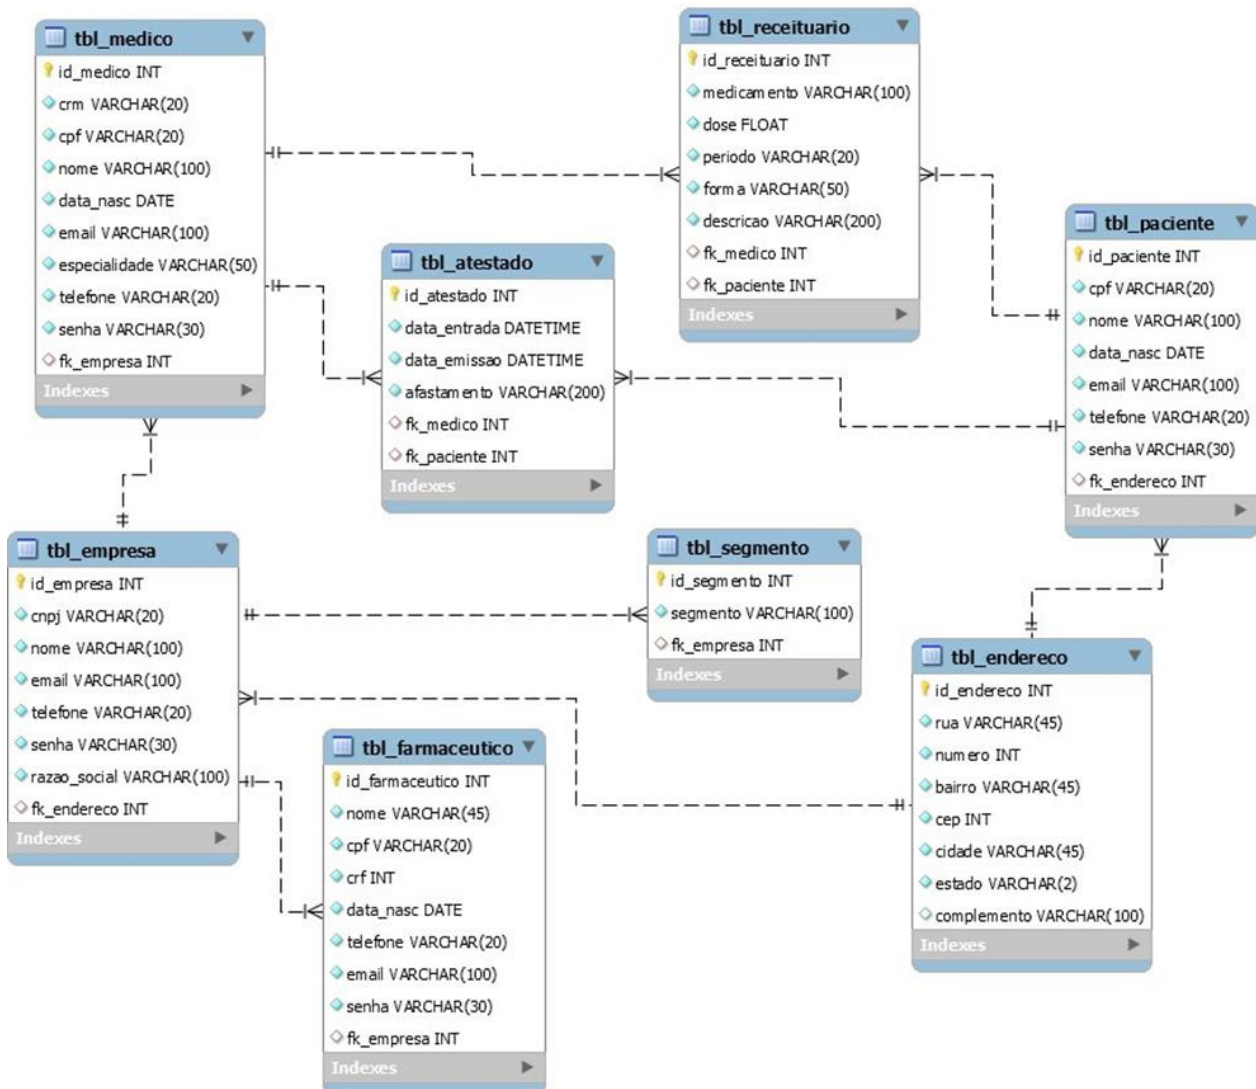 tbl_medico
id_medico INT
crm VARCHAR(20)
cpf VARCHAR(20)
nome VARCHAR(100)
data_nasc DATE
email VARCHAR(100)
especialidade VARCHAR(50)
telefone VARCHAR(20)
senha VARCHAR(30)
fk_empresa INT
Indexes
tbl_receituario
id_receituario INT
medicamento VARCHAR(100)
dose FLOAT
periodo VARCHAR(20)
forma VARCHAR(50)
descricao VARCHAR(200)
fk_medico INT
fk_paciente INT
Indexes
tbl_atestado
id_atestado INT
data_entrada DATETIME
data_emissao DATETIME
afastamento VARCHAR(200)
fk_medico INT
fk_paciente INT
Indexes
tbl_paciente
id_paciente INT
cpf VARCHAR(20)
nome VARCHAR(100)
data_nasc DATE
email VARCHAR(100)
telefone VARCHAR(20)
senha VARCHAR(30)
fk_endereco INT
Indexes
tbl_empresa
id_empresa INT
cnpj VARCHAR(20)
nome VARCHAR(100)
email VARCHAR(100)
telefone VARCHAR(20)
senha VARCHAR(30)
razao_social VARCHAR(100)
fk_endereco INT
Indexes
tbl_segmento
id_segmento INT
segmento VARCHAR(100)
fk_empresa INT
Indexes
tbl_farmaceutico
id_farmaceutico INT
nome VARCHAR(45)
cpf VARCHAR(20)
crf INT
data_nasc DATE
telefone VARCHAR(20)
email VARCHAR(100)
senha VARCHAR(30)
fk_empresa INT
Indexes
tbl_endereco
id_endereco INT
rua VARCHAR(45)
numero INT
bairro VARCHAR(45)
cep INT
cidade VARCHAR(45)
estado VARCHAR(2)
complemento VARCHAR(100)
Indexes